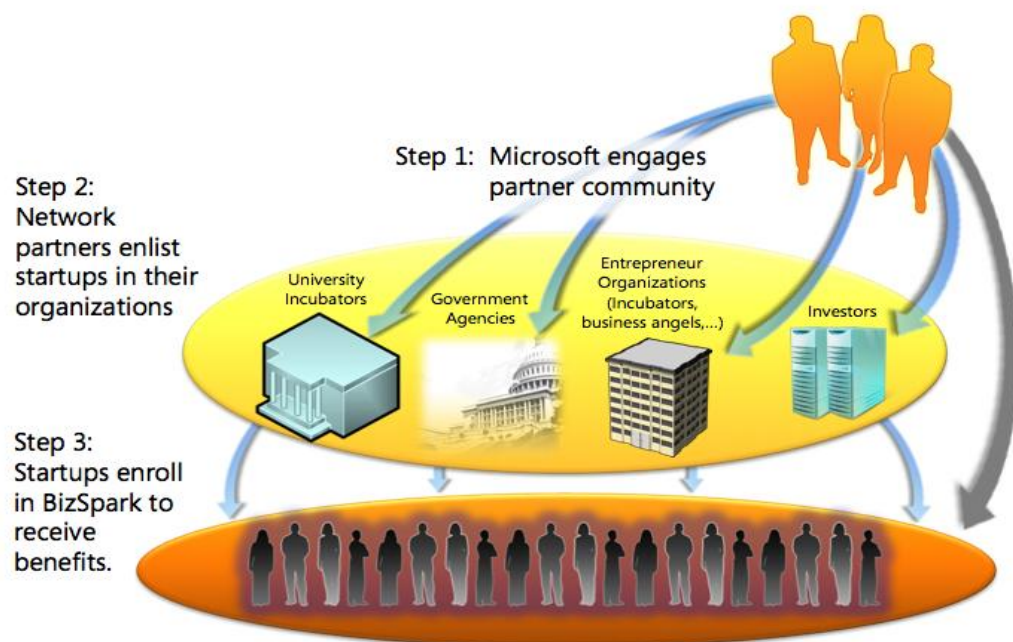 Step 1: Microsoft engages
partner community
Step 2:
Network
partners enlist
startups in their
organizations
University
Incubators
Government
Agencies
Entrepreneur
Organizations
(Incubators,
business angels,...)
Investors
Step 3:
Startups enroll
in BizSpark to
receive
benefits.